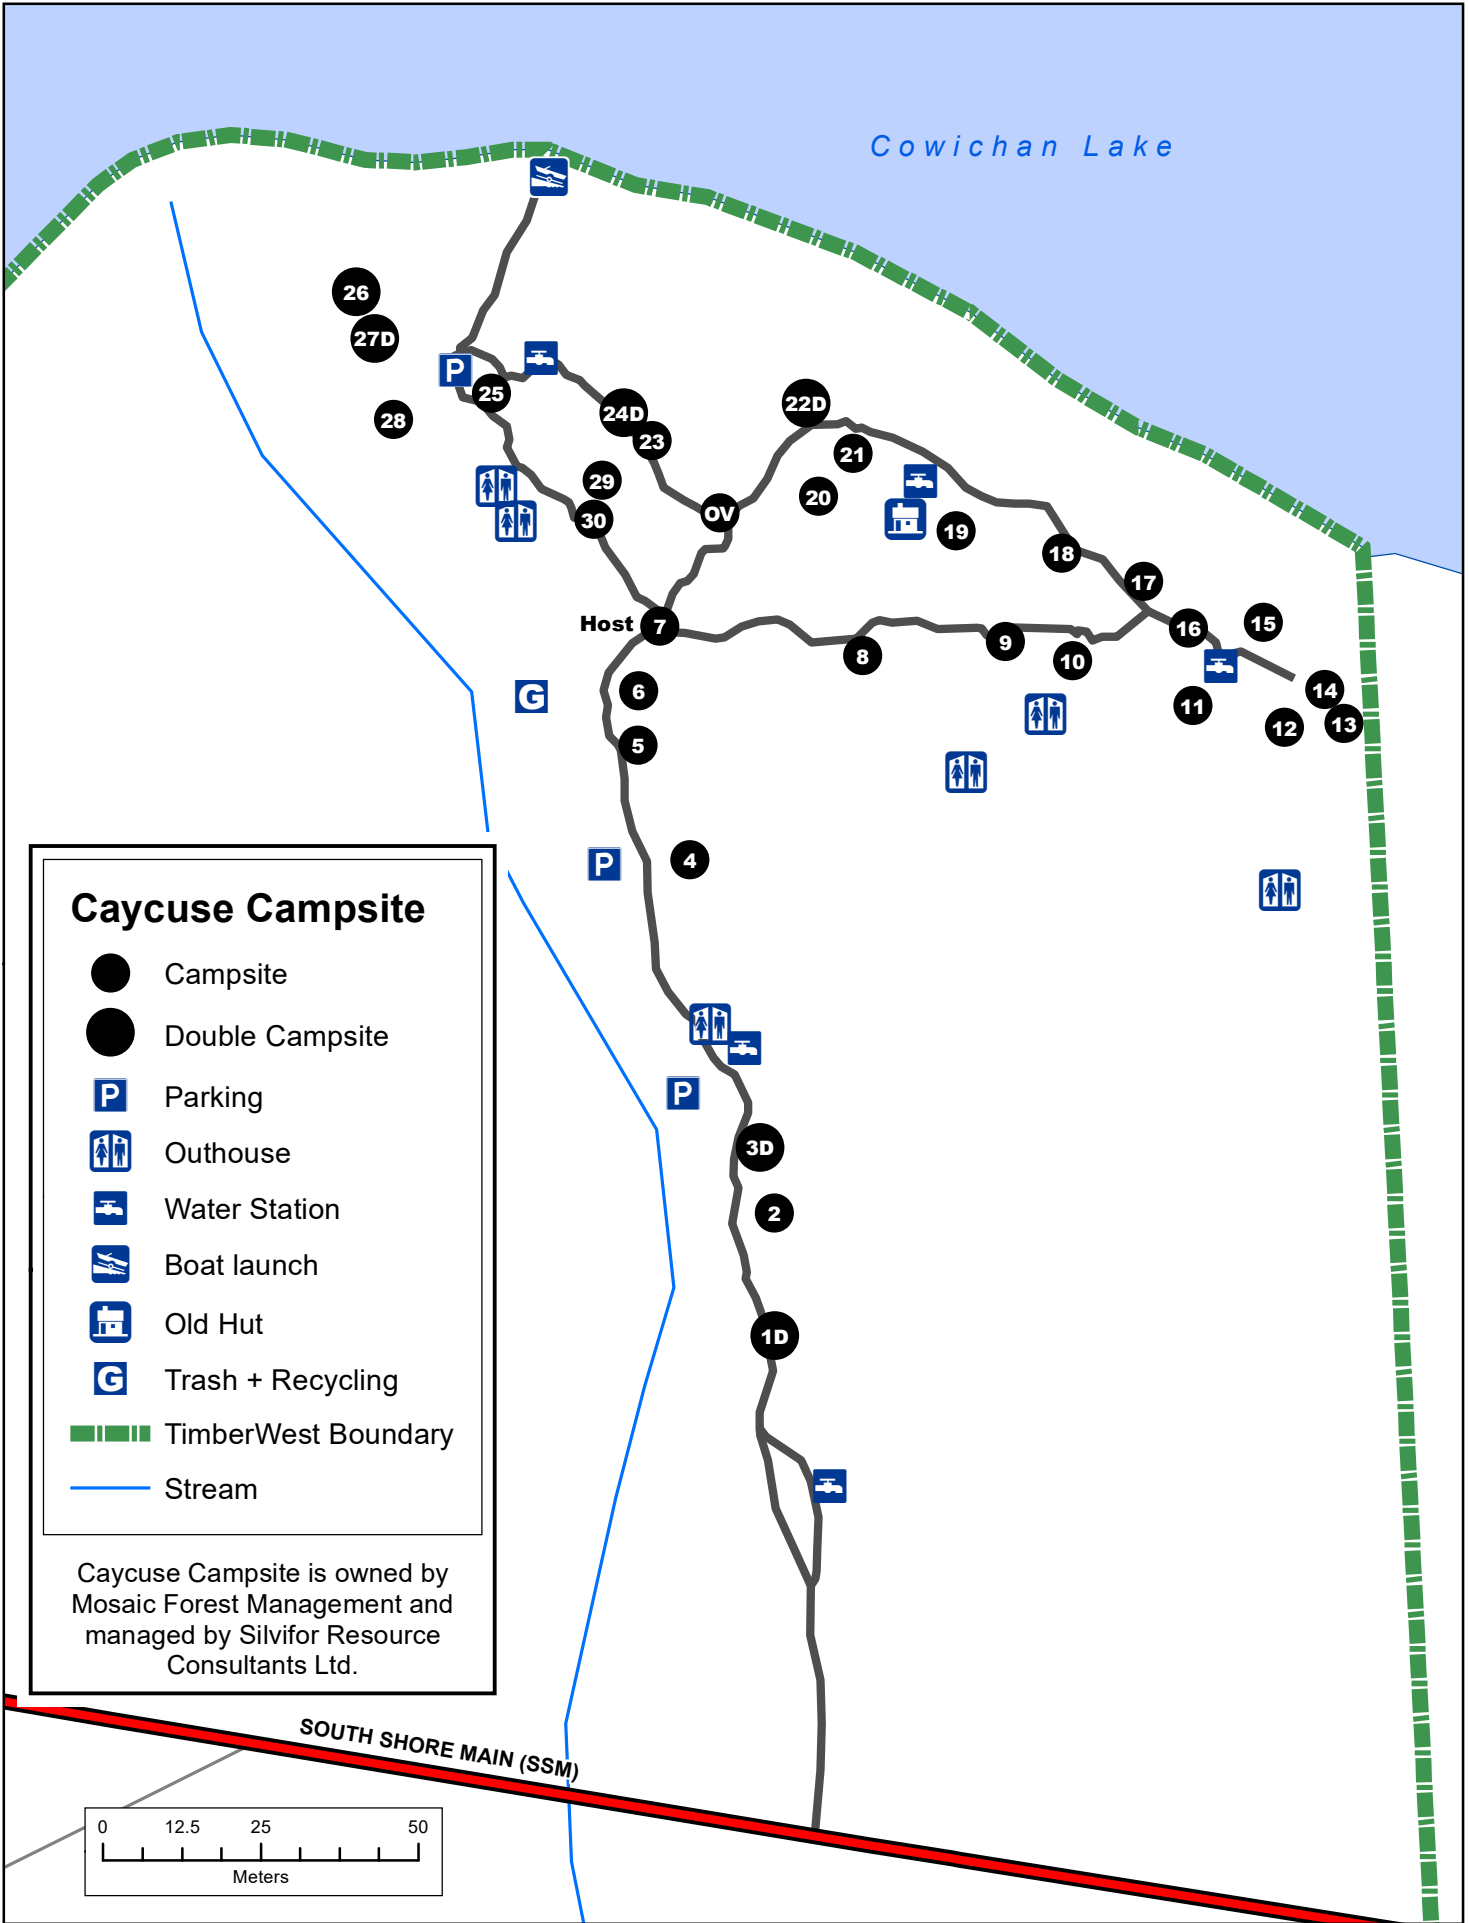 Cowichan Lake
26
27D
P
25
28
24D
23
22D
21
20
29
30
OV
19
18
17
Host
7
16
15
8
9
10
6
G
14
11
12
13
5
P
4
P
3D
2
1D
Caycuse Campsite
Campsite
Double Campsite
P Parking
Outhouse
Water Station
Boat launch
Old Hut
G Trash + Recycling
TimberWest Boundary
Stream
Caycuse Campsite is owned by
Mosaic Forest Management and
managed by Silvifor Resource
Consultants Ltd.
SOUTH SHORE MAIN (SSM)
0 12.5 25 50
Meters